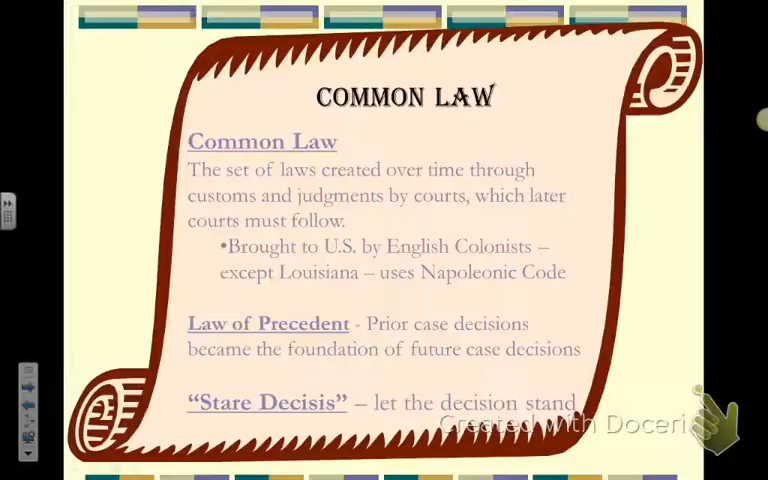 COMMON LAW
Common Law
The set of laws created over time through
customs and judgments by courts, which later
courts must follow.
•Brought to U.S. by English Colonists –
except Louisiana – uses Napoleonic Code
Law of Precedent - Prior case decisions
became the foundation of future case decisions
“Stare Decisis” – let the decision stand
Created with Doceri